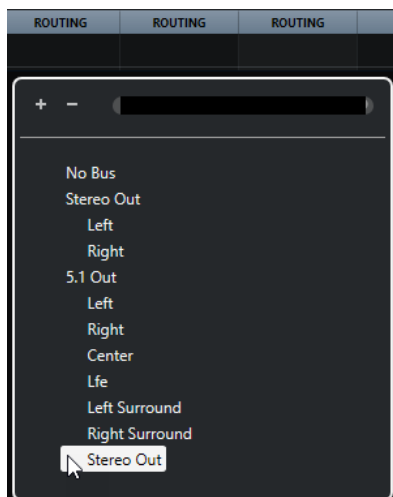 ROUTING ROUTING ROUTING
+ −
No Bus
Stereo Out
Left
Right
5.1 Out
Left
Right
Center
Lfe
Left Surround
Right Surround
Stereo Out